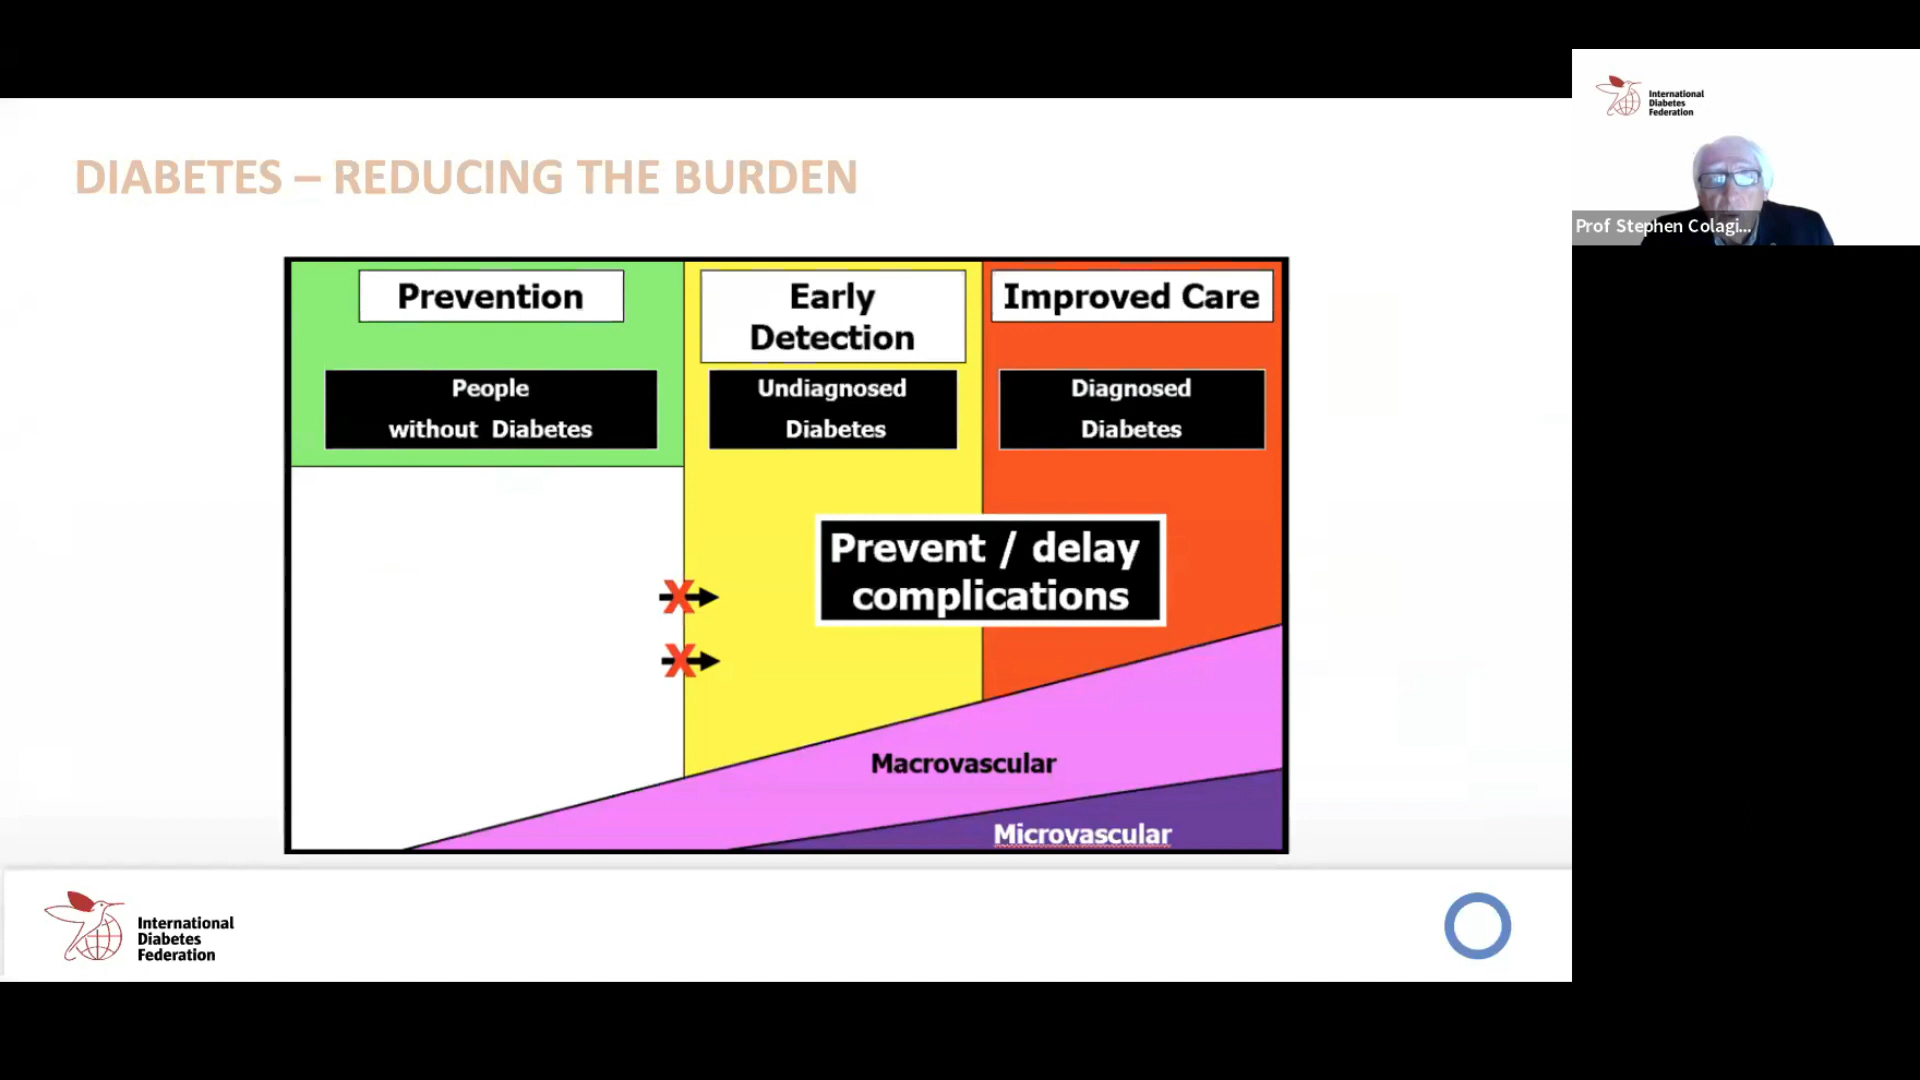 DIABETES – REDUCING THE BURDEN
Prevention
Early
Detection
Improved Care
People
without Diabetes
Undiagnosed
Diabetes
Diagnosed
Diabetes
Prevent / delay
complications
X
X
Macrovascular
Microvascular
International
Diabetes
Federation
International
Diabetes
Federation
Prof Stephen Colagi...